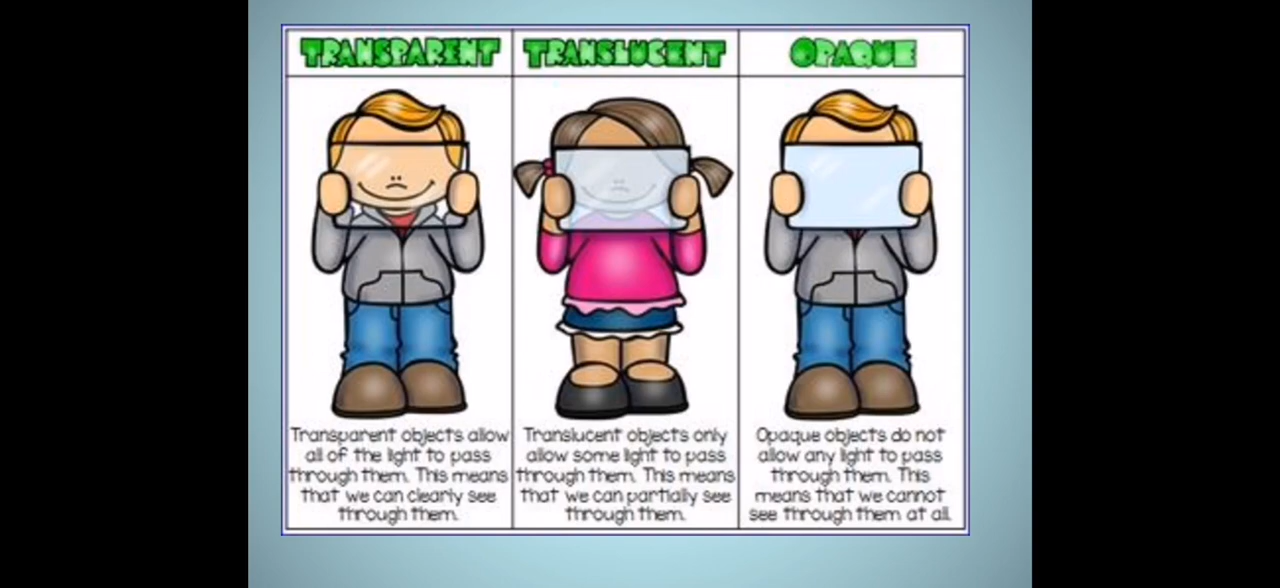 TRANSPARENT
Transparent objects allow
all of the light to pass
through them. This means
that we can clearly see
through them.
TRANSLUCENT
Translucent objects only
allow some light to pass
through them. This means
that we can partially see
through them.
OPAQUE
Opaque objects do not
allow any light to pass
through them. This
means that we cannot
see through them at all.